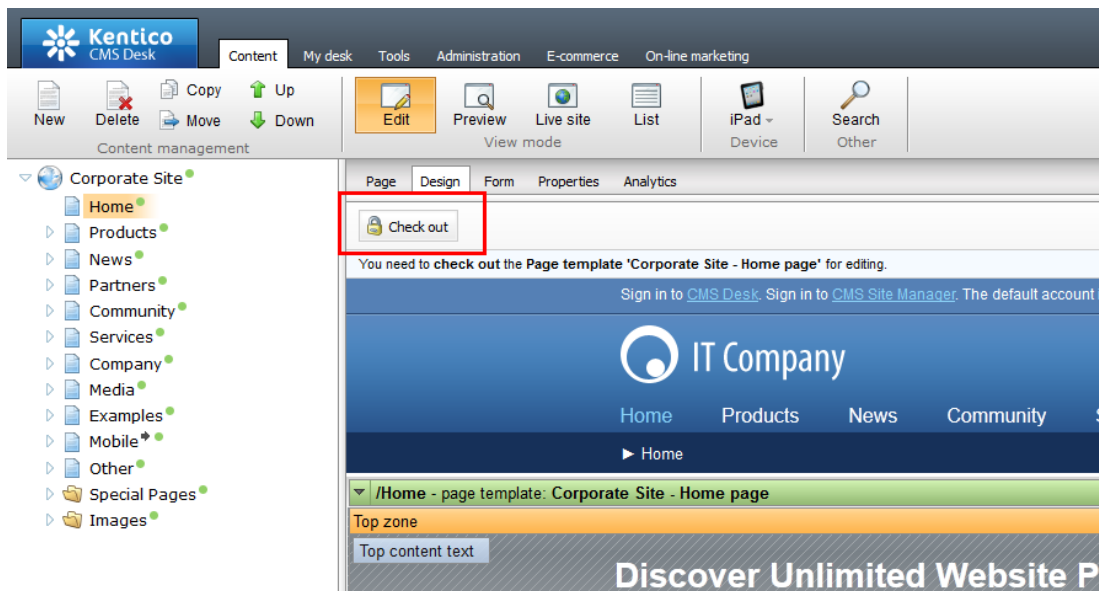 Kentico
CMS Desk
Content My desk Tools Administration E-commerce On-line marketing
New Delete Copy Move Up Down
Content management
Edit Preview Live site List
View mode
iPad
Device
Search
Other
Corporate Site
Home
Products
News
Partners
Community
Services
Company
Media
Examples
Mobile
Other
Special Pages
Images
Page Design Form Properties Analytics
Check out
You need to check out the Page template 'Corporate Site - Home page' for editing.
Sign in to CMS Desk. Sign in to CMS Site Manager. The default account
IT Company
Home Products News Community
► Home
/Home - page template: Corporate Site - Home page
Top zone
Top content text
Discover Unlimited Website P